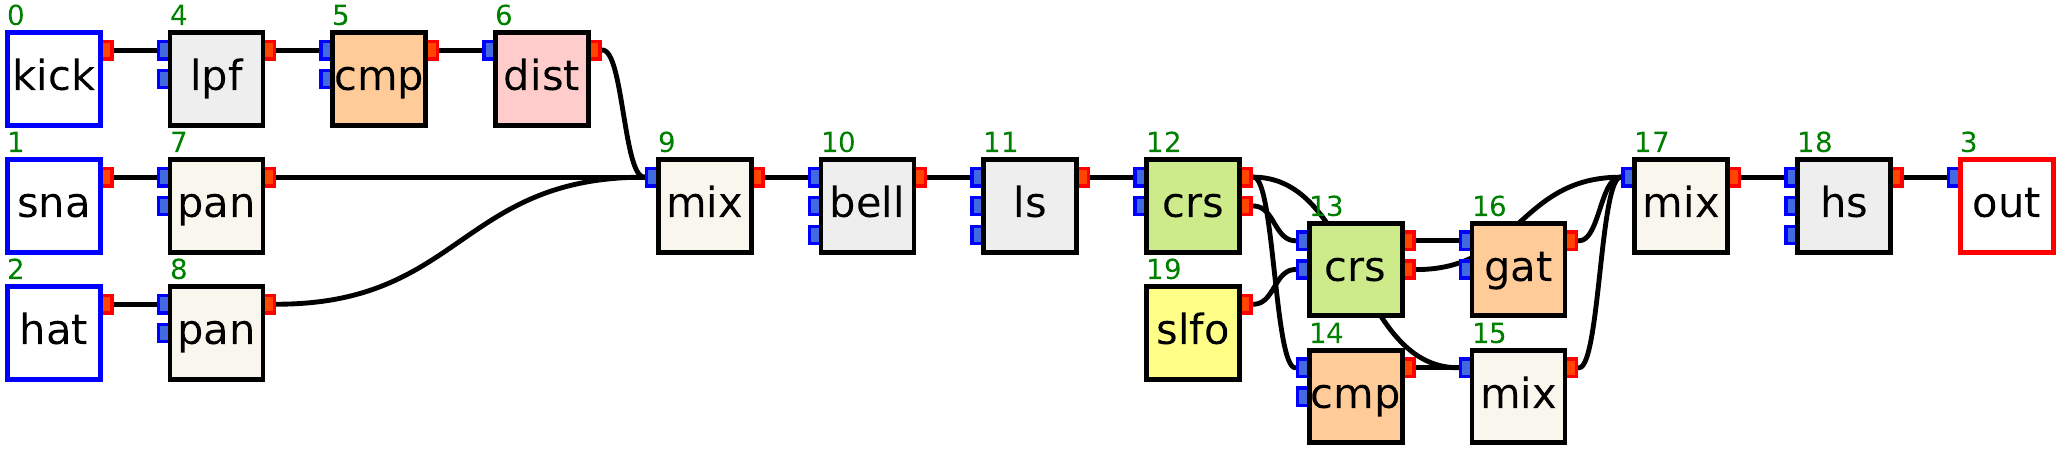 0 4 5 6
kick lpf cmp dist
1 7 9 10 11 12 17 18 3
sna pan mix bell ls crs mix hs out
13 16
crs gat
2 8 19
hat pan slfo
14 15
cmp mix